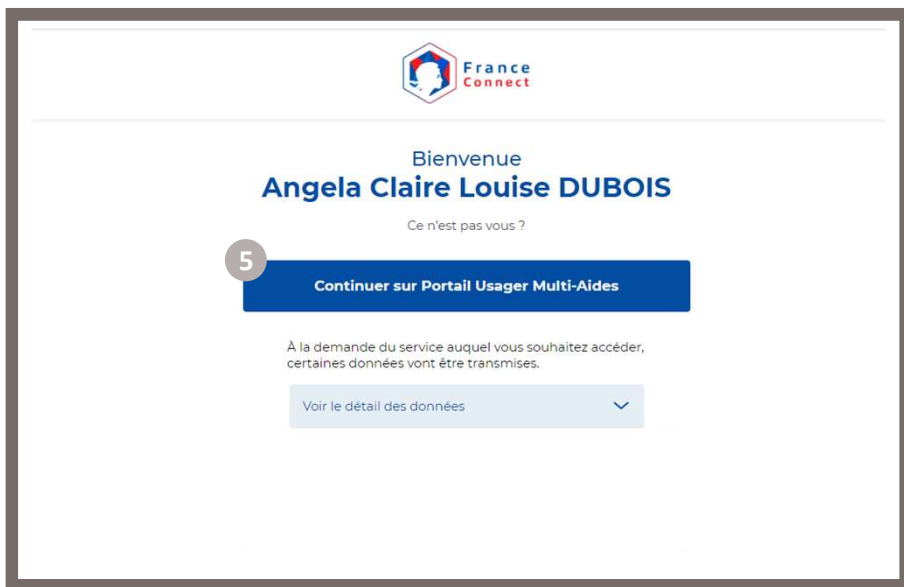 France
Connect
Bienvenue
Angela Claire Louise DUBOIS
Ce n'est pas vous ?
5
Continuer sur Portail Usager Multi-Aides
À la demande du service auquel vous souhaitez accéder,
certaines données vont être transmises.
Voir le détail des données